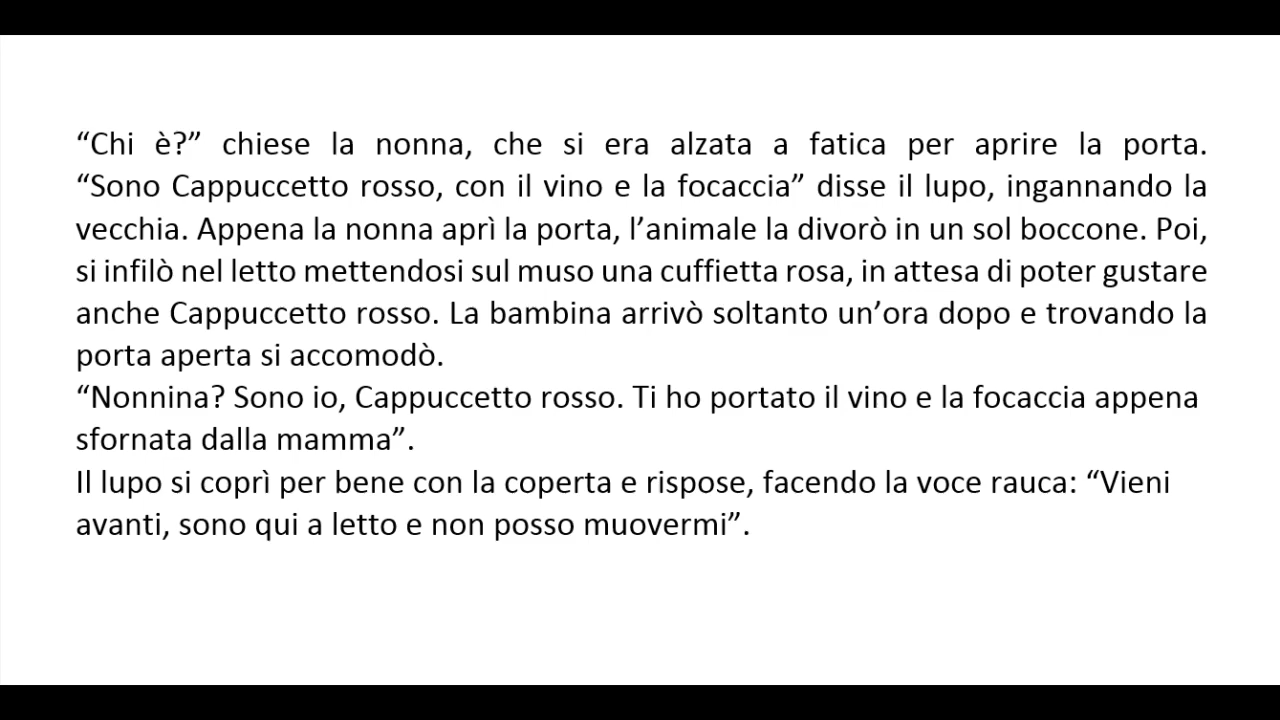 “Chi è?” chiese la nonna, che si era alzata a fatica per aprire la porta.
“Sono Cappuccetto rosso, con il vino e la focaccia” disse il lupo, ingannando la
vecchia. Appena la nonna aprì la porta, l’animale la divorò in un sol boccone. Poi,
si infilò nel letto mettendosi sul muso una cuffietta rosa, in attesa di poter gustare
anche Cappuccetto rosso. La bambina arrivò soltanto un’ora dopo e trovando la
porta aperta si accomodò.
“Nonnina? Sono io, Cappuccetto rosso. Ti ho portato il vino e la focaccia appena
sfornata dalla mamma”.
Il lupo si coprì per bene con la coperta e rispose, facendo la voce rauca: “Vieni
avanti, sono qui a letto e non posso muovermi”.